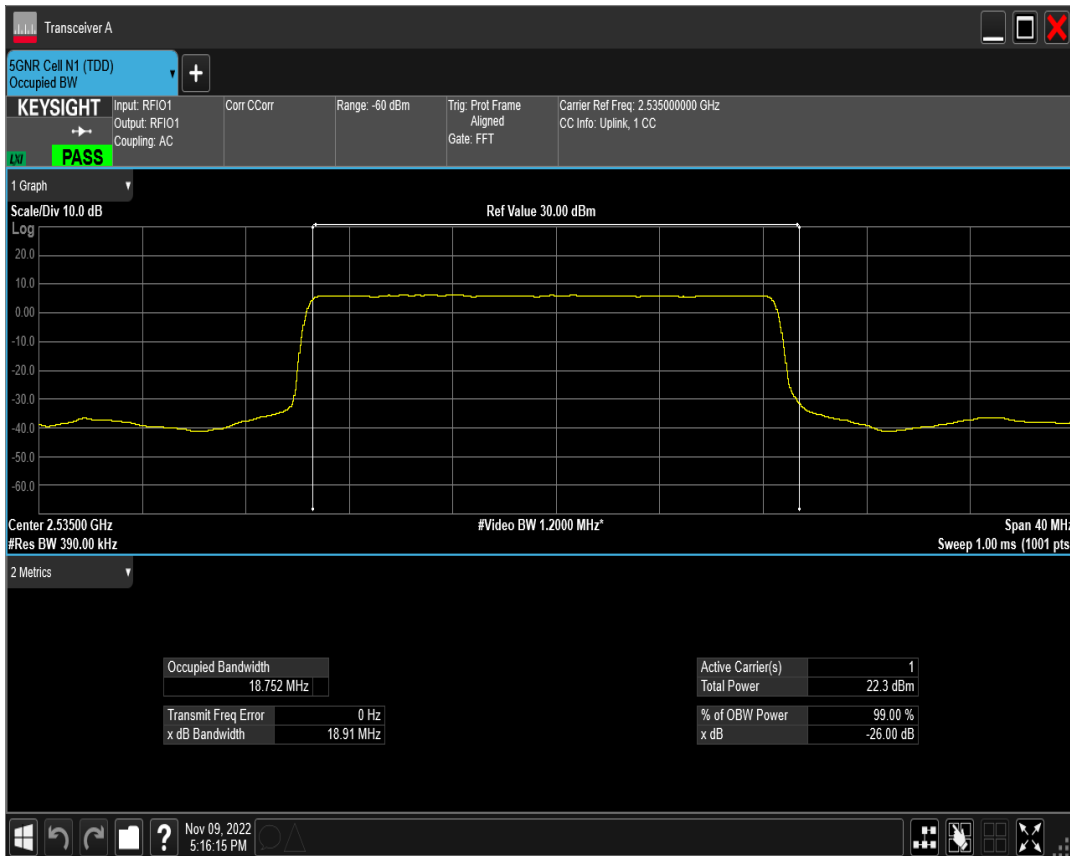 Transceiver A
5GNR Cell N1 (TDD)
Occupied BW
+
KEYSIGHT
LXI
PASS
Input: RFIO1
Output: RFIO1
Coupling: AC
Corr CCorr
Range: -60 dBm
Trig: Prot Frame
Aligned
Gate: FFT
Carrier Ref Freq: 2.535000000 GHz
CC Info: Uplink, 1 CC
1 Graph
Scale/Div 10.0 dB
Ref Value 30.00 dBm
Log
20.0
10.0
0.00
-10.0
-20.0
-30.0
-40.0
-50.0
-60.0
Center 2.53500 GHz
#Video BW 1.2000 MHz*
Span 40 MHz
#Res BW 390.00 kHz
Sweep 1.00 ms (1001 pts
2 Metrics
Occupied Bandwidth
18.752 MHz
Transmit Freq Error 0 Hz
x dB Bandwidth 18.91 MHz
Active Carrier(s) 1
Total Power 22.3 dBm
% of OBW Power 99.00 %
x dB -26.00 dB
?
Nov 09, 2022
5:16:15 PM